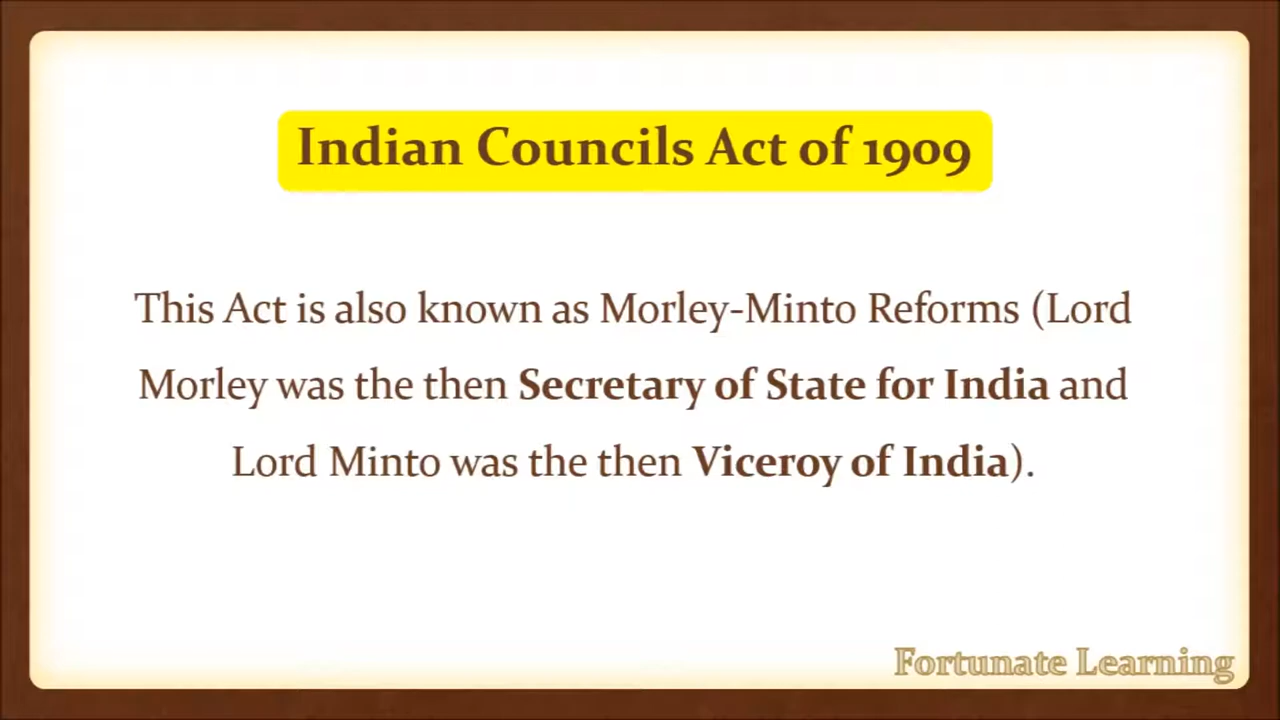 Indian Councils Act of 1909
This Act is also known as Morley-Minto Reforms (Lord
Morley was the then Secretary of State for India and
Lord Minto was the then Viceroy of India).
Fortunate Learning